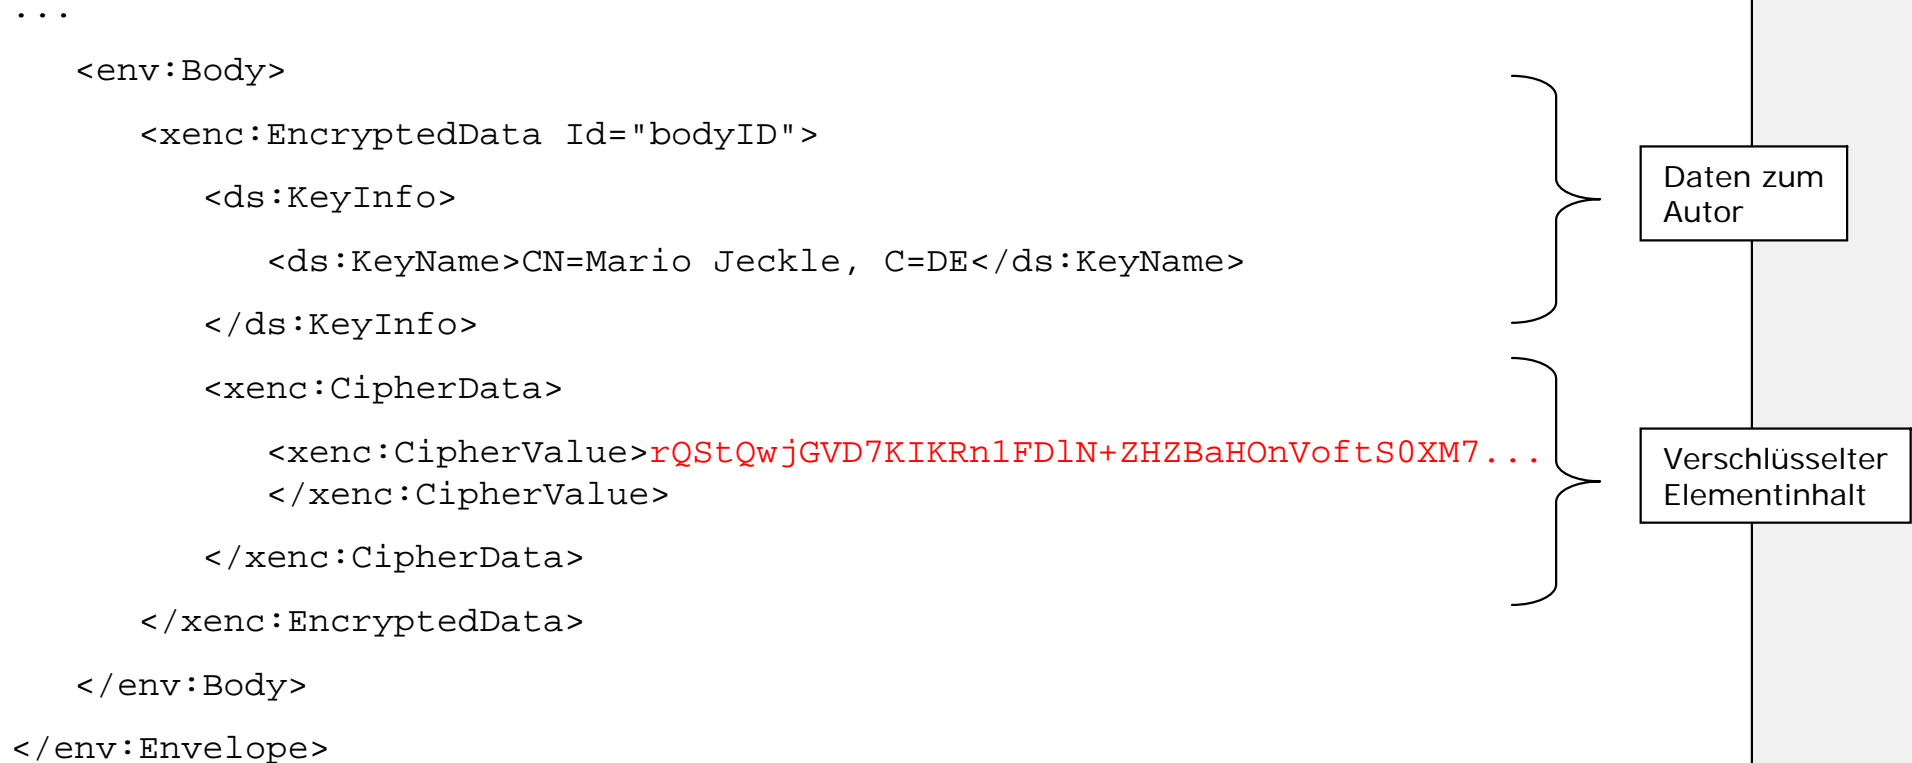 ...
<env:Body>
<xenc:EncryptedData Id="bodyID">
<ds:KeyInfo>
<ds:KeyName>CN=Mario Jeckle, C=DE</ds:KeyName>
</ds:KeyInfo>
<xenc:CipherData>
<xenc:CipherValue>rQStQwjGVD7KIKRn1FDlN+ZHZBaHOnVoftS0XM7...
</xenc:CipherValue>
</xenc:CipherData>
</xenc:EncryptedData>
</env:Body>
</env:Envelope>
Daten zum
Autor
Verschlüsselter
Elementinhalt